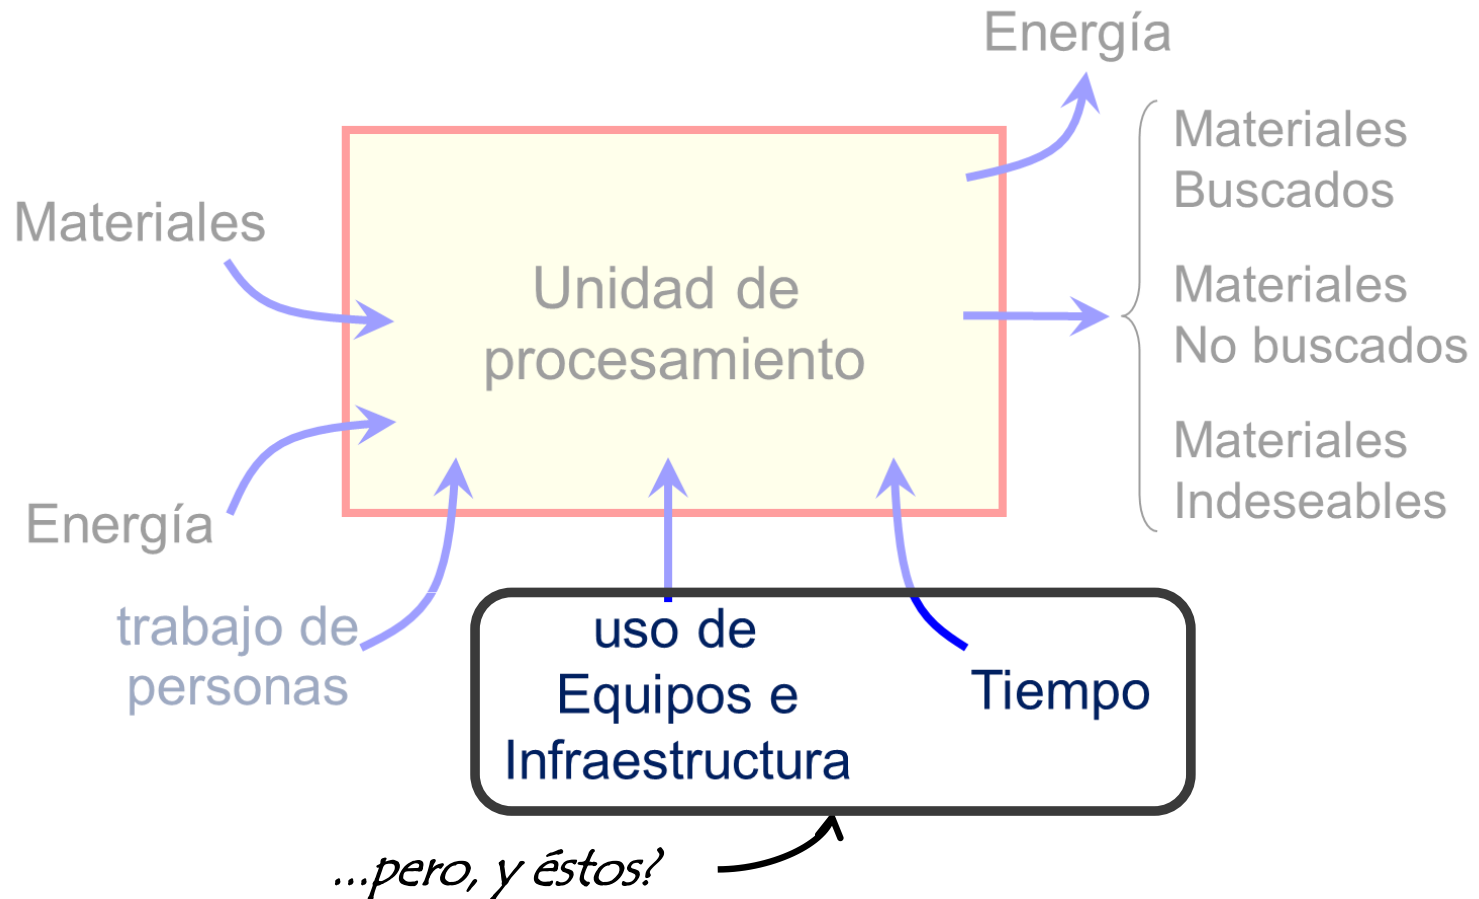 Energía
Materiales
Buscados
Materiales
Unidad de
procesamiento
Materiales
No buscados
Materiales
Indeseables
Energía
trabajo de
personas
uso de
Equipos e
Infraestructura
Tiempo
...pero, y éstos?